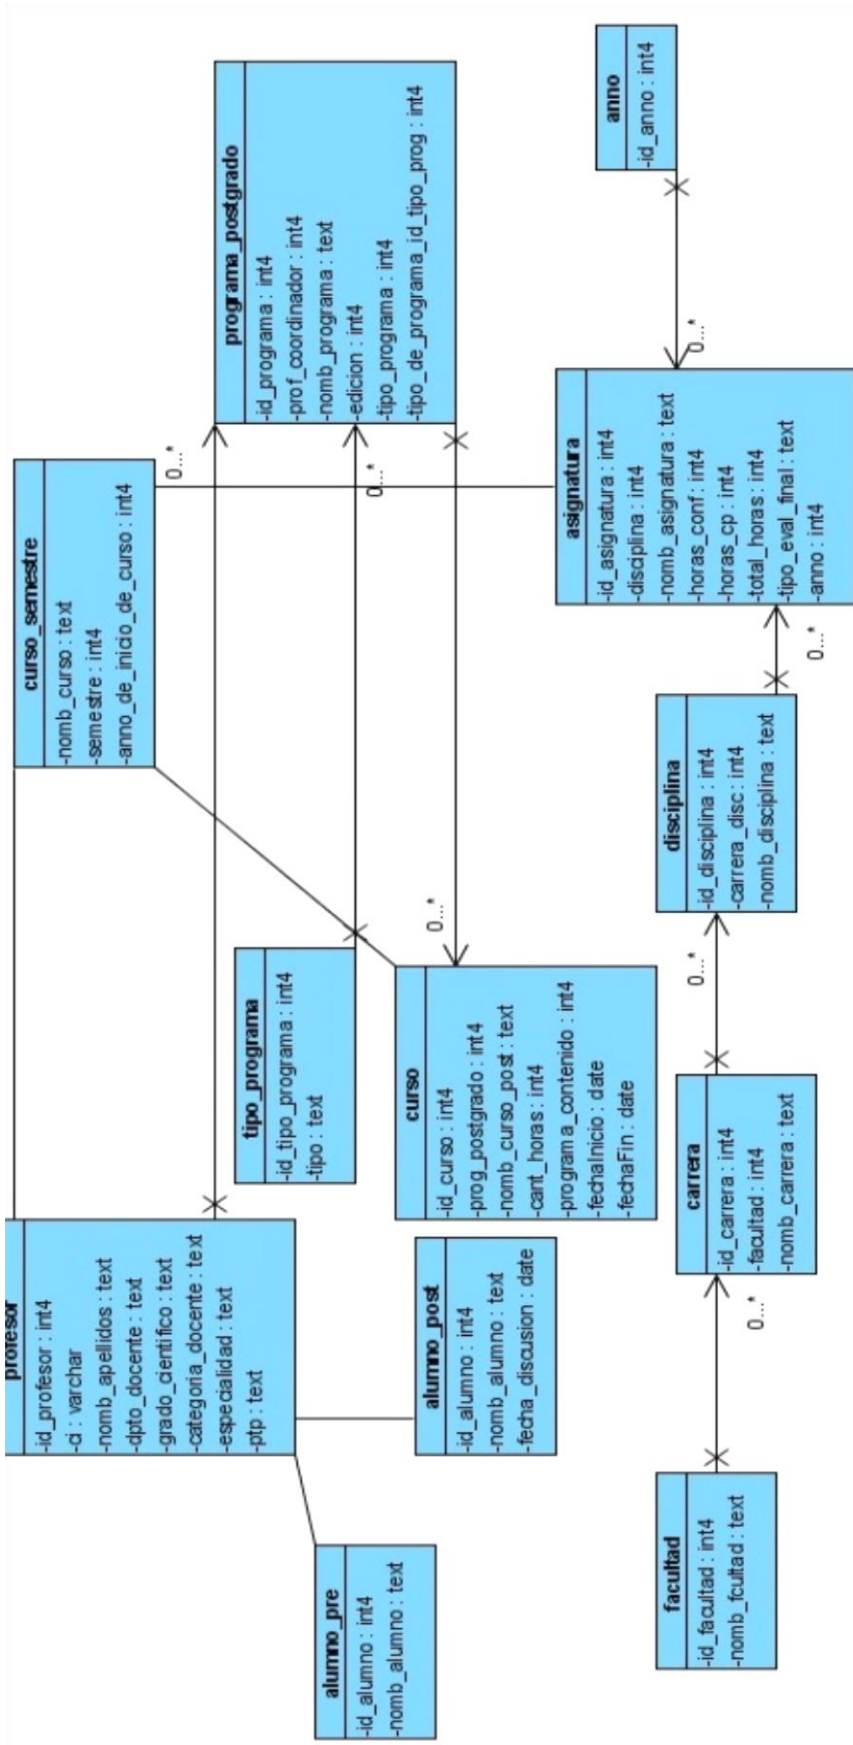 profesor
-id_profesor : int4
-ci : varchar
-nomb_apellidos : text
-dpto_docente : text
-grado_cientifico : text
-categoria_docente : text
-especialidad : text
-ptp : text
curso_semestre
-nomb_curso : text
-semestre : int4
-anno_de_inicio_de_curso : int4
0...*
programa_postgrado
-id_programa : int4
-prof_coordinador : int4
-nomb_programa : text
-edicion : int4
-tipo_programa : int4
-tipo_de_programa_id_tipo_prog : int4
tipo_programa
-id_tipo_programa : int4
-tipo : text
0...*
alumno_pre
-id_alumno : int4
-nomb_alumno : text
alumno_post
-id_alumno : int4
-nomb_alumno : text
-fecha_discusion : date
curso
-id_curso : int4
-prog_postgrado : int4
-nomb_curso_post : text
-cant_horas : int4
-programa_contenido : int4
-fechaInicio : date
-fechaFin : date
0...*
asignatura
-id_asignatura : int4
-disciplina : int4
-nomb_asignatura : text
-horas_conf : int4
-horas_cp : int4
-total_horas : int4
-tipo_eval_final : text
-anno : int4
0...*
anno
-id_anno : int4
facultad
-id_facultad : int4
-nomb_fcultad : text
0...*
carrera
-id_carrera : int4
-facultad : int4
-nomb_carrera : text
0...*
disciplina
-id_disciplina : int4
-carrera_disc : int4
-nomb_disciplina : text
0...*